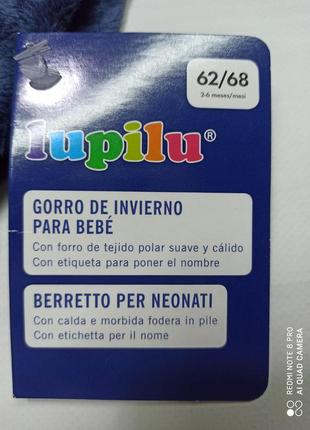 62/68
2-6 meses/mesi
lupilu®
GORRO DE INVIERNO
PARA BEBÉ
Con forro de tejido polar suave y cálido
Con etiqueta para poner el nombre
BERRETTO PER NEONATI
Con calda e morbida fodera in pile
Con etichetta per il nome
REDMI NOTE 8 PRO
AI QUAD CAMERA